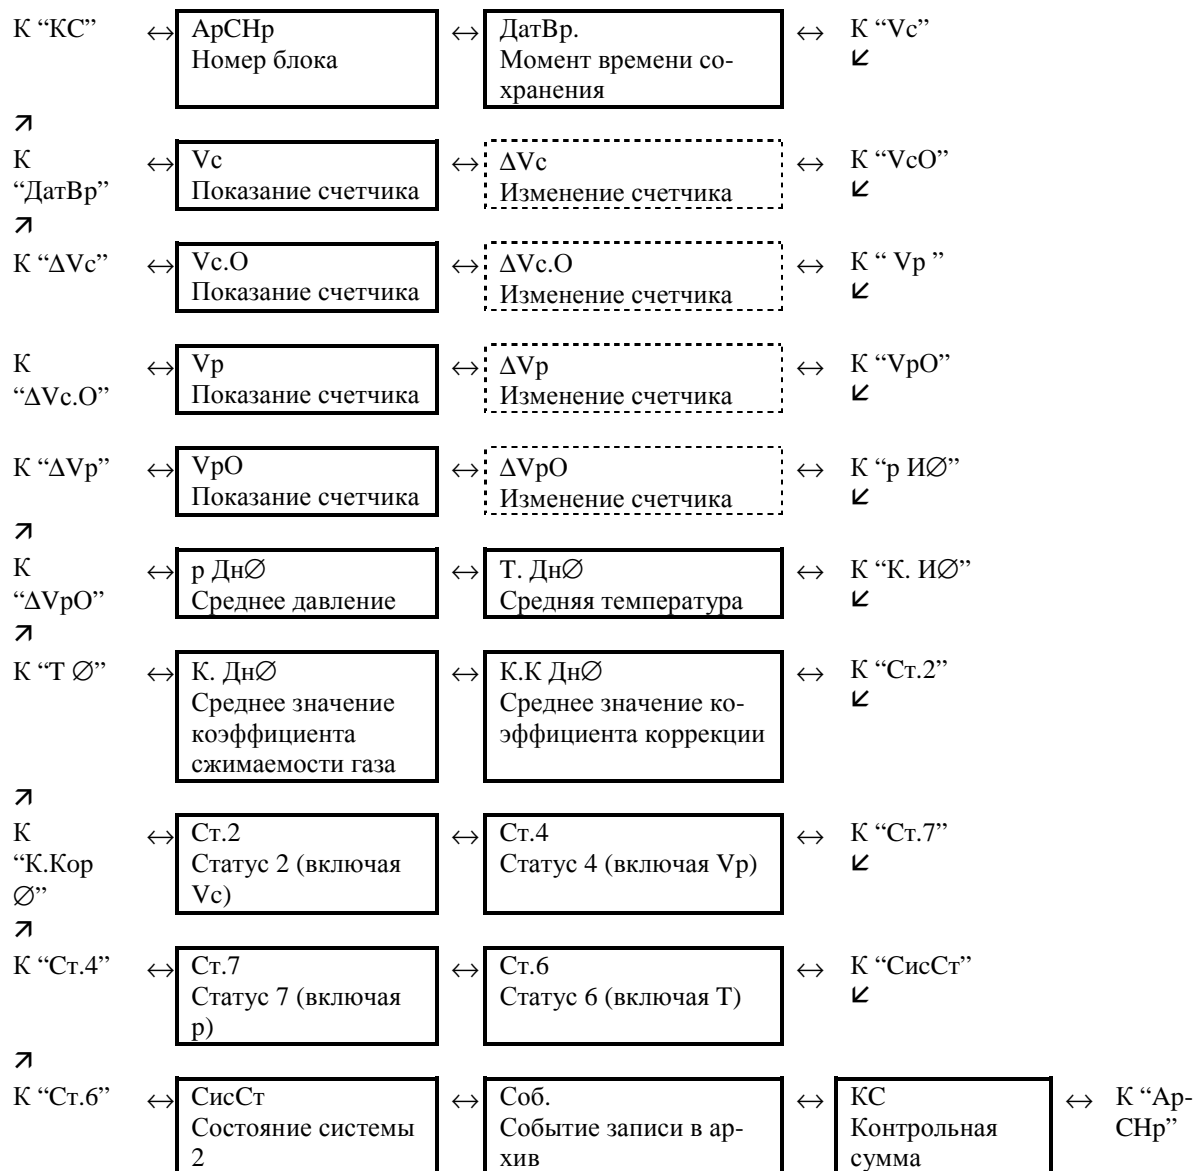 К “КС” ↔ АрСНр ↔ ДатВр. ↔ К “Vc”
Номер блока Момент времени со- ↙
хранения
↗
К ↔ Vc ↔ ΔVc ↔ К “VcO”
“ДатВр” Показание счетчика Изменение счетчика ↙
↗
К “ΔVc” ↔ Vc.O ↔ ΔVc.O ↔ К “ Vp ”
Показание счетчика Изменение счетчика ↙
К ↔ Vp ↔ ΔVp ↔ К “VpO”
“ΔVc.O” Показание счетчика Изменение счетчика ↙
К “ΔVp” ↔ VpO ↔ ΔVpO ↔ К “р И∅”
Показание счетчика Изменение счетчика ↙
↗
К ↔ р Дн∅ ↔ Т. Дн∅ ↔ К “К. И∅”
“ΔVpO” Среднее давление Средняя температура ↙
↗
К “Т ∅” ↔ К. Дн∅ ↔ К.К Дн∅ ↔ К “Ст.2”
Среднее значение Среднее значение ко- ↙
коэффициента эффициента коррекции
сжимаемости газа
↗
К ↔ Ст.2 ↔ Ст.4 ↔ К “Ст.7”
“К.Кор Статус 2 (включая Статус 4 (включая Vp) ↙
∅” Vc)
↗
К “Ст.4” ↔ Ст.7 ↔ Ст.6 ↔ К “СисСт”
Статус 7 (включая Статус 6 (включая Т) ↙
р)
↗
К “Ст.6” ↔ СисСт ↔ Соб. ↔ КС ↔ К “Ар-
Состояние системы Событие записи в ар- Контрольная СНр”
2 хив сумма